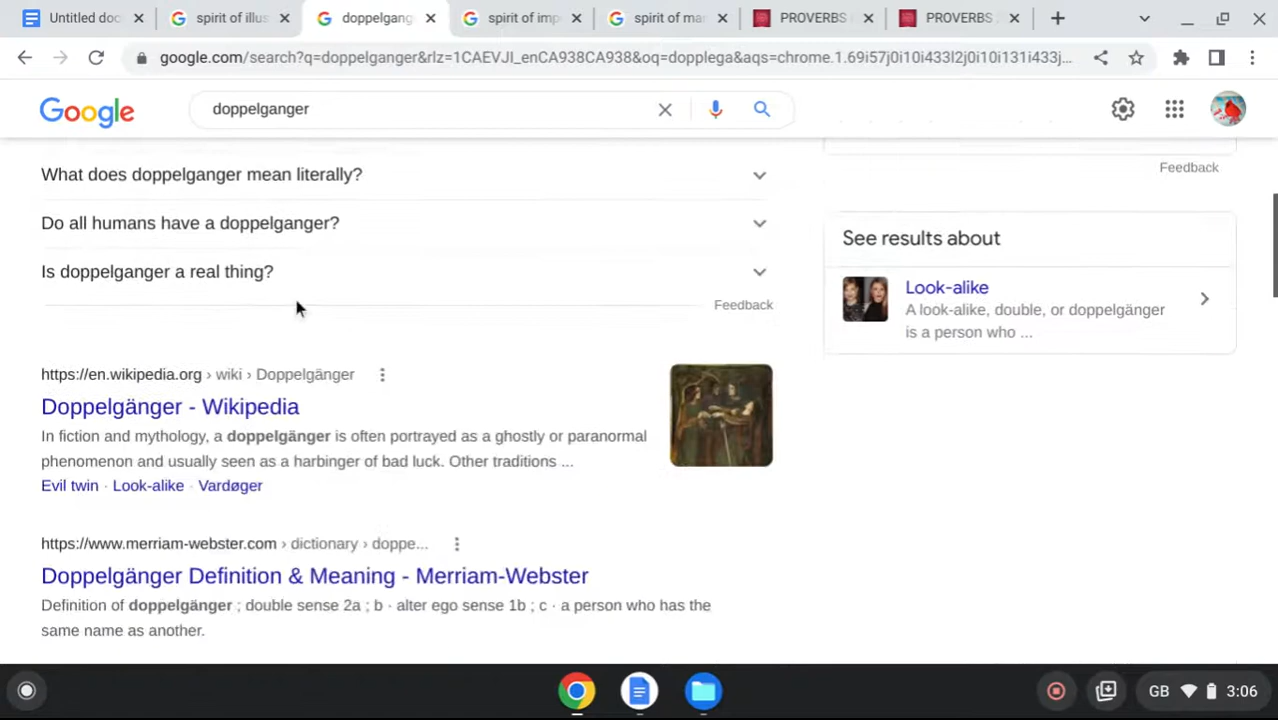 Untitled doc
spirit of illus
doppelgang
spirit of imp
spirit of mar
PROVERBS
PROVERBS
google.com/search?q=doppelganger&rlz=1CAEVJI_enCA938CA938&oq=dopplega&aqs=chrome.1.69i57j0i10i433l2j0i10i131i433j...
Google
doppelganger
What does doppelganger mean literally?
Do all humans have a doppelganger?
Is doppelganger a real thing?
Feedback
Feedback
See results about
Look-alike
A look-alike, double, or doppelgänger
is a person who ...
https://en.wikipedia.org › wiki › Doppelgänger
Doppelgänger - Wikipedia
In fiction and mythology, a doppelgänger is often portrayed as a ghostly or paranormal
phenomenon and usually seen as a harbinger of bad luck. Other traditions ...
Evil twin · Look-alike · Vardøger
https://www.merriam-webster.com › dictionary › doppe...
Doppelgänger Definition & Meaning - Merriam-Webster
Definition of doppelgänger ; double sense 2a ; b · alter ego sense 1b ; c · a person who has the
same name as another.
GB 3:06